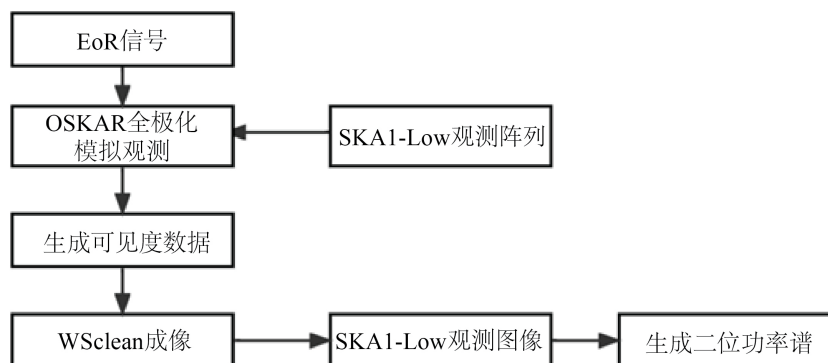 EoR信号
OSKAR全极化
模拟观测
SKA1-Low观测阵列
生成可见度数据
WSclean成像
SKA1-Low观测图像
生成二位功率谱